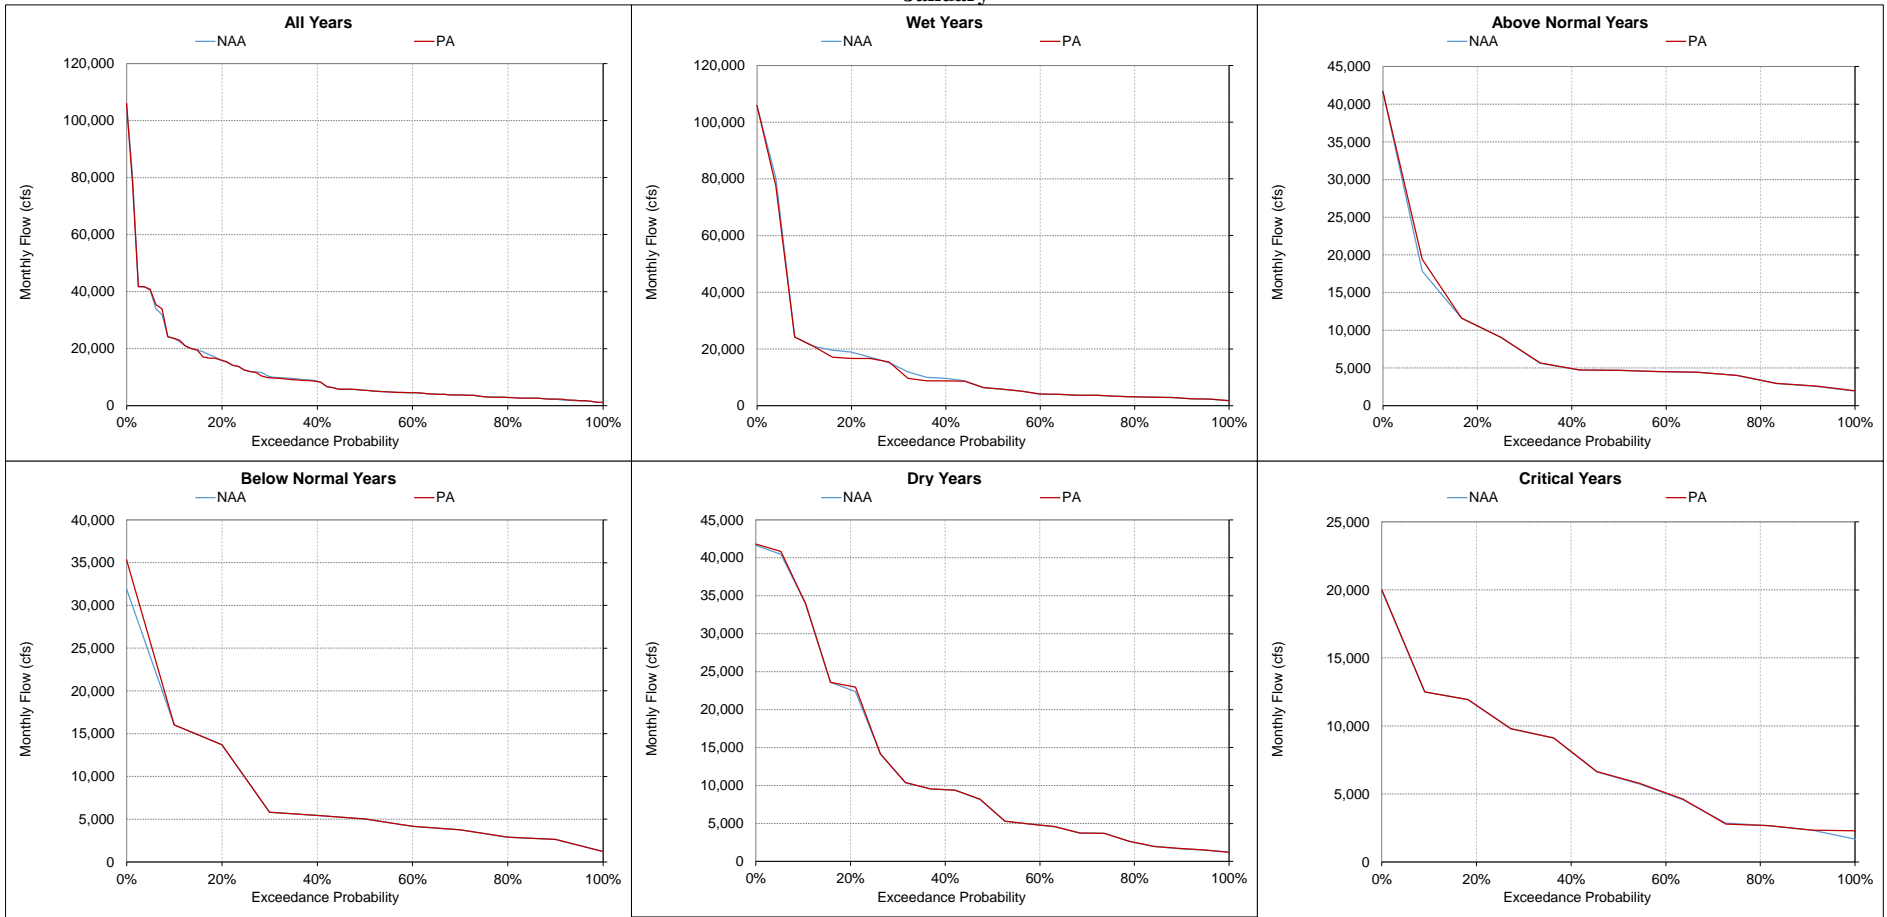 All Years
NAA PA
120,000
100,000
80,000
60,000
40,000
20,000
0
0% 20% 40% 60% 80% 100%
Monthly Flow (cfs)
Exceedance Probability
Wet Years
NAA PA
120,000
100,000
80,000
60,000
40,000
20,000
0
0% 20% 40% 60% 80% 100%
Monthly Flow (cfs)
Exceedance Probability
Above Normal Years
NAA PA
45,000
40,000
35,000
30,000
25,000
20,000
15,000
10,000
5,000
0
0% 20% 40% 60% 80% 100%
Monthly Flow (cfs)
Exceedance Probability
Below Normal Years
NAA PA
40,000
35,000
30,000
25,000
20,000
15,000
10,000
5,000
0
0% 20% 40% 60% 80% 100%
Monthly Flow (cfs)
Exceedance Probability
Dry Years
NAA PA
45,000
40,000
35,000
30,000
25,000
20,000
15,000
10,000
5,000
0
0% 20% 40% 60% 80% 100%
Monthly Flow (cfs)
Exceedance Probability
Critical Years
NAA PA
25,000
20,000
15,000
10,000
5,000
0
0% 20% 40% 60% 80% 100%
Monthly Flow (cfs)
Exceedance Probability